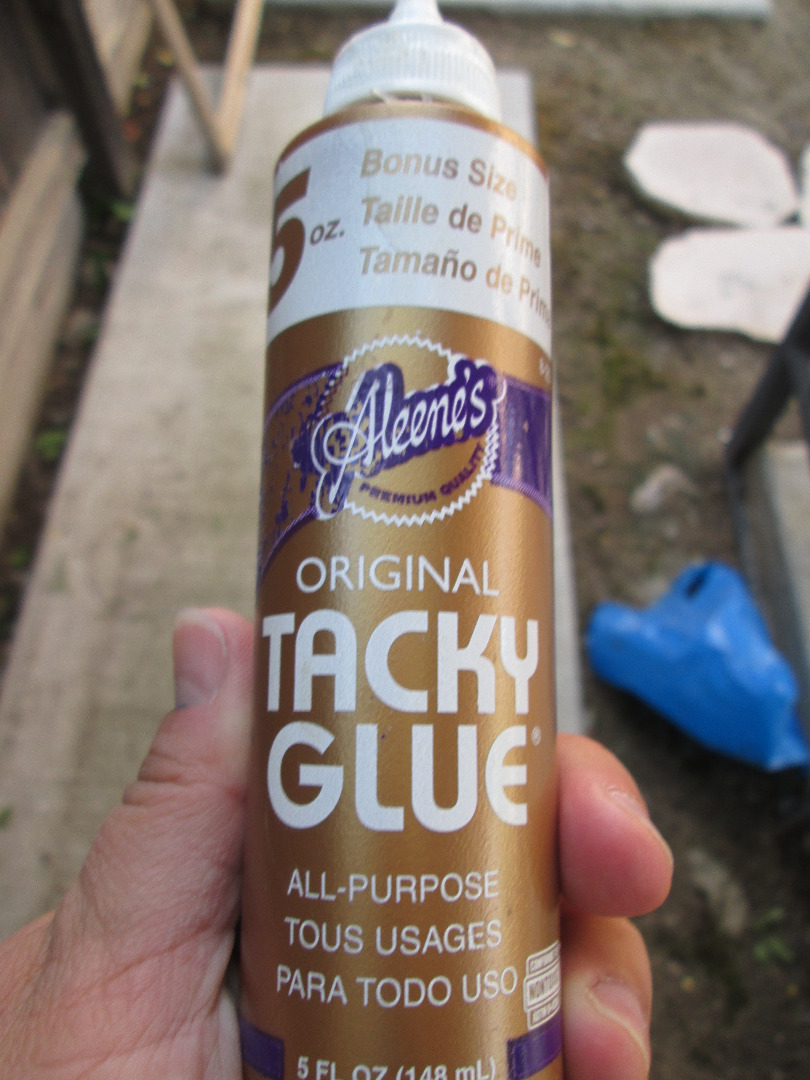 5 oz.
Bonus Size
Taille de Prime
Tamaño de Prim
Aleene's
PREMIUM QUALITY
ORIGINAL
TACKY
GLUE®
ALL-PURPOSE
TOUS USAGES
PARA TODO USO
5 FL OZ (148 mL)